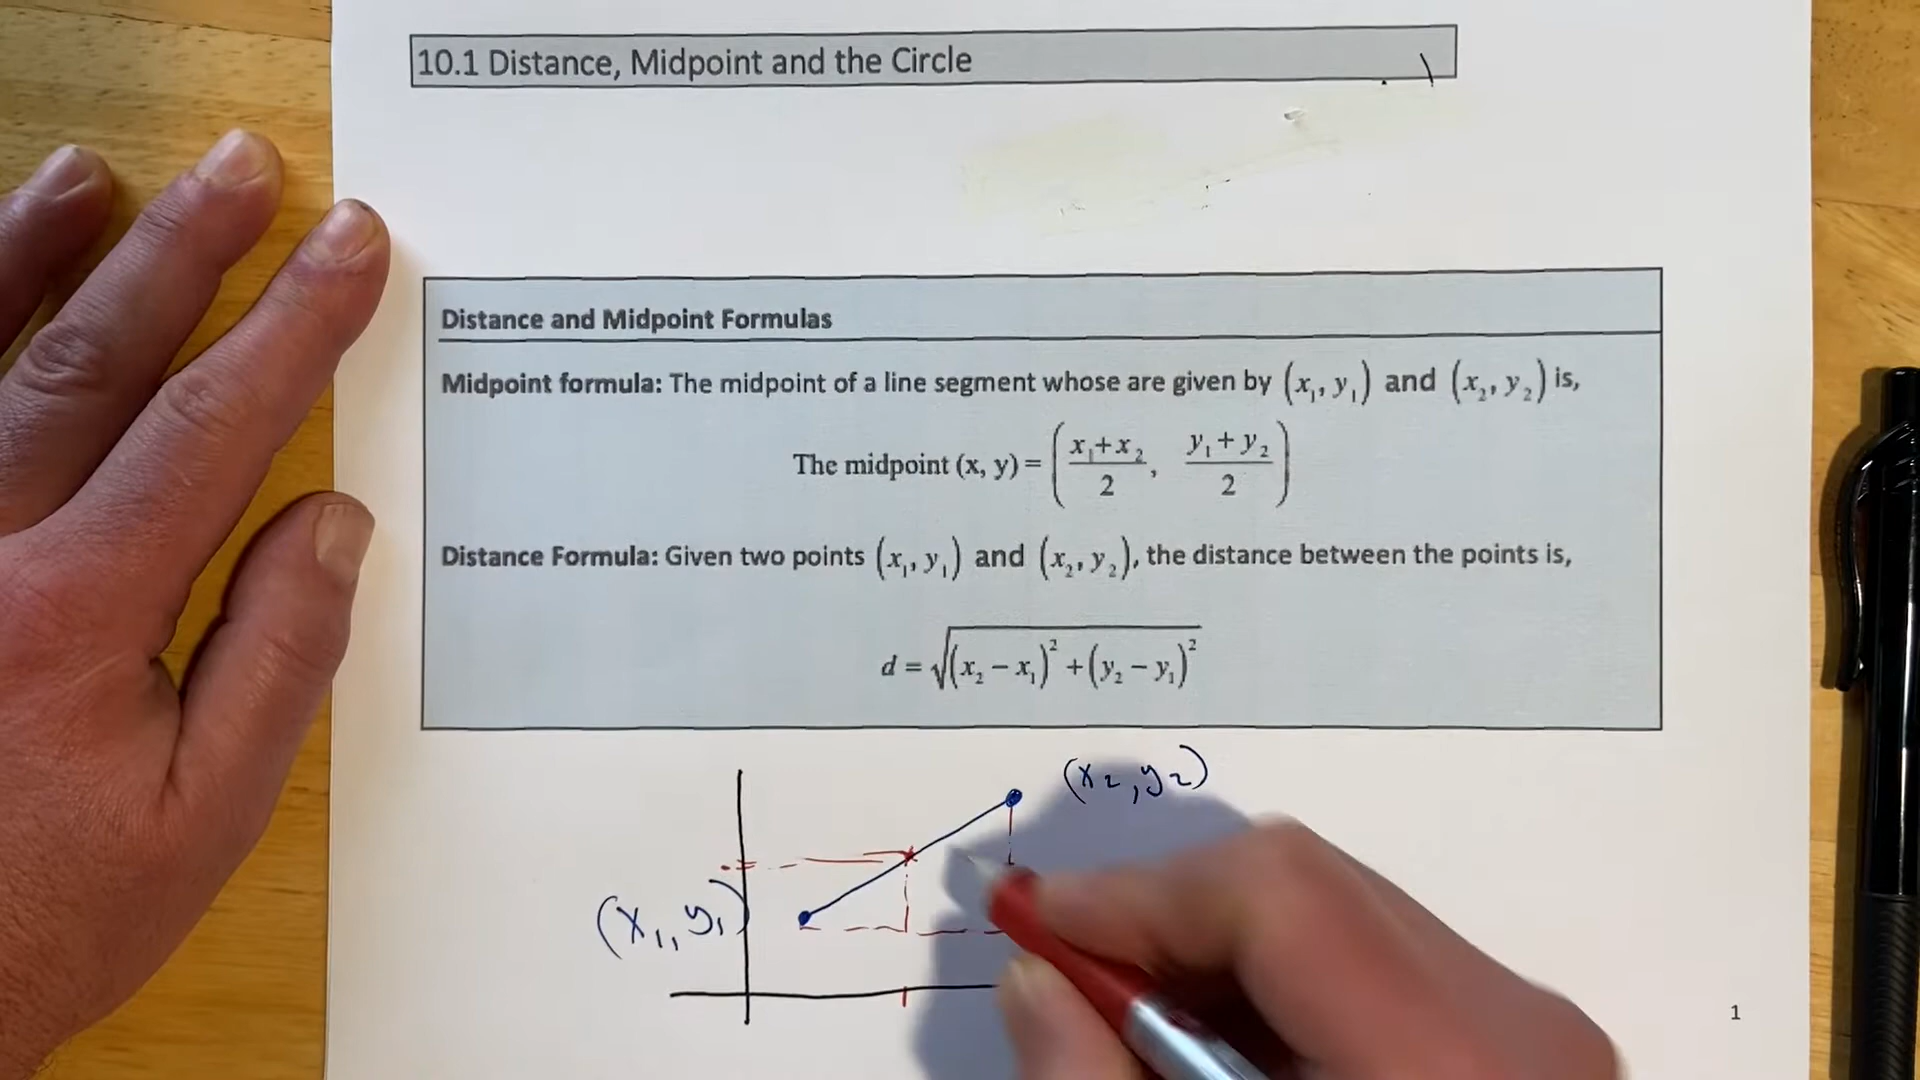 10.1 Distance, Midpoint and the Circle
Distance and Midpoint Formulas
Midpoint formula: The midpoint of a line segment whose are given by (x₁, y₁) and (x₂, y₂) is,
The midpoint (x, y) = ( x₁+x₂ / 2 , y₁+y₂ / 2 )
Distance Formula: Given two points (x₁, y₁) and (x₂, y₂), the distance between the points is,
d = √(x₂ − x₁)² + (y₂ − y₁)²
(x₂, y₂)
(x₁, y₁)
1